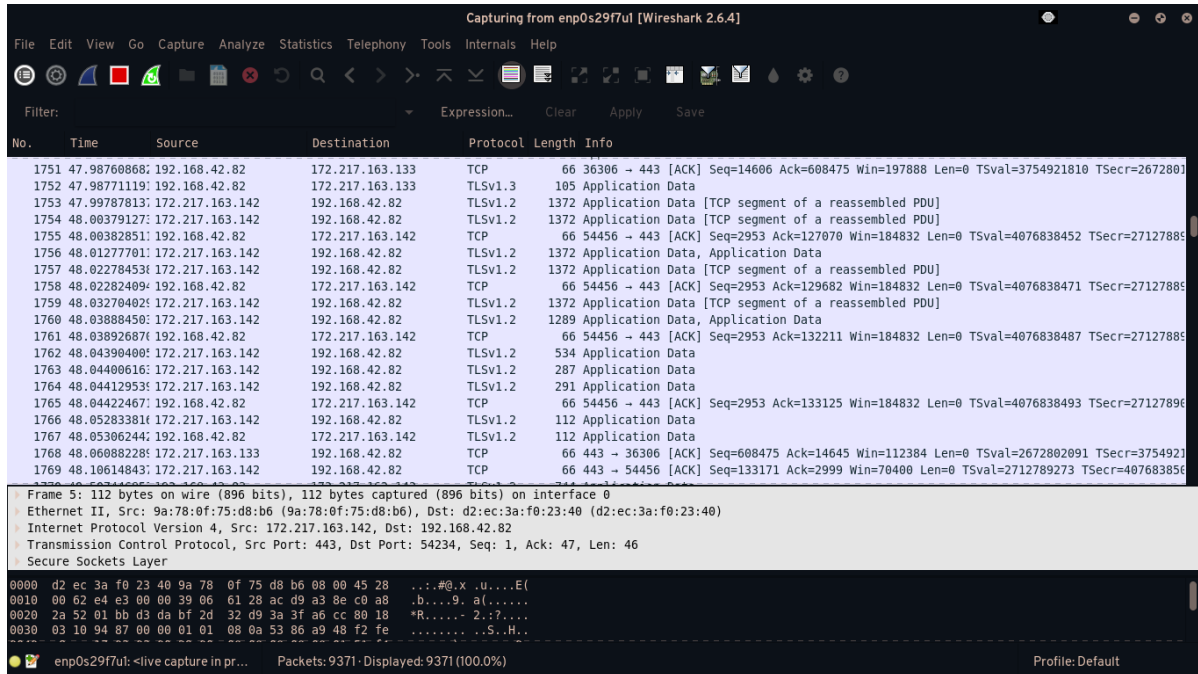 Capturing from enp0s29f7u1 [Wireshark 2.6.4]
File Edit View Go Capture Analyze Statistics Telephony Tools Internals Help
Filter: Expression... Clear Apply Save
No. Time Source Destination Protocol Length Info
1751 47.987608682 192.168.42.82 172.217.163.133 TCP 66 36306 → 443 [ACK] Seq=14606 Ack=608475 Win=197888 Len=0 TSval=3754921810 TSecr=2672801
1752 47.987711191 192.168.42.82 172.217.163.133 TLSv1.3 105 Application Data
1753 47.997878137 172.217.163.142 192.168.42.82 TLSv1.2 1372 Application Data [TCP segment of a reassembled PDU]
1754 48.003791273 172.217.163.142 192.168.42.82 TLSv1.2 1372 Application Data [TCP segment of a reassembled PDU]
1755 48.003828511 192.168.42.82 172.217.163.142 TCP 66 54456 → 443 [ACK] Seq=2953 Ack=127070 Win=184832 Len=0 TSval=4076838452 TSecr=27127889
1756 48.012777011 172.217.163.142 192.168.42.82 TLSv1.2 1372 Application Data, Application Data
1757 48.022784538 172.217.163.142 192.168.42.82 TLSv1.2 1372 Application Data [TCP segment of a reassembled PDU]
1758 48.022824094 192.168.42.82 172.217.163.142 TCP 66 54456 → 443 [ACK] Seq=2953 Ack=129682 Win=184832 Len=0 TSval=4076838471 TSecr=27127889
1759 48.032704029 172.217.163.142 192.168.42.82 TLSv1.2 1372 Application Data [TCP segment of a reassembled PDU]
1760 48.038884503 172.217.163.142 192.168.42.82 TLSv1.2 1289 Application Data, Application Data
1761 48.038926870 192.168.42.82 172.217.163.142 TCP 66 54456 → 443 [ACK] Seq=2953 Ack=132211 Win=184832 Len=0 TSval=4076838487 TSecr=27127889
1762 48.043904005 172.217.163.142 192.168.42.82 TLSv1.2 534 Application Data
1763 48.044006163 172.217.163.142 192.168.42.82 TLSv1.2 287 Application Data
1764 48.044129539 172.217.163.142 192.168.42.82 TLSv1.2 291 Application Data
1765 48.044224671 192.168.42.82 172.217.163.142 TCP 66 54456 → 443 [ACK] Seq=2953 Ack=133125 Win=184832 Len=0 TSval=4076838493 TSecr=27127890
1766 48.052833816 172.217.163.142 192.168.42.82 TLSv1.2 112 Application Data
1767 48.053062442 192.168.42.82 172.217.163.142 TLSv1.2 112 Application Data
1768 48.060882289 172.217.163.133 192.168.42.82 TCP 66 443 → 36306 [ACK] Seq=608475 Ack=14645 Win=112384 Len=0 TSval=2672802091 TSecr=3754921
1769 48.106148437 172.217.163.142 192.168.42.82 TCP 66 443 → 54456 [ACK] Seq=133171 Ack=2999 Win=70400 Len=0 TSval=2712789273 TSecr=407683850
Frame 5: 112 bytes on wire (896 bits), 112 bytes captured (896 bits) on interface 0
Ethernet II, Src: 9a:78:0f:75:d8:b6 (9a:78:0f:75:d8:b6), Dst: d2:ec:3a:f0:23:40 (d2:ec:3a:f0:23:40)
Internet Protocol Version 4, Src: 172.217.163.142, Dst: 192.168.42.82
Transmission Control Protocol, Src Port: 443, Dst Port: 54234, Seq: 1, Ack: 47, Len: 46
Secure Sockets Layer
0000 d2 ec 3a f0 23 40 9a 78 0f 75 d8 b6 08 00 45 28 ..:.#@.x .u....E(
0010 00 62 e4 e3 00 00 39 06 61 28 ac d9 a3 8e c0 a8 .b....9. a(......
0020 2a 52 01 bb d3 da bf 2d 32 d9 3a 3f a6 cc 80 18 *R.....- 2.:?....
0030 03 10 94 87 00 00 01 01 08 0a 53 86 a9 48 f2 fe ........ ..S..H..
enp0s29f7u1: <live capture in pr... Packets: 9371 · Displayed: 9371 (100.0%) Profile: Default